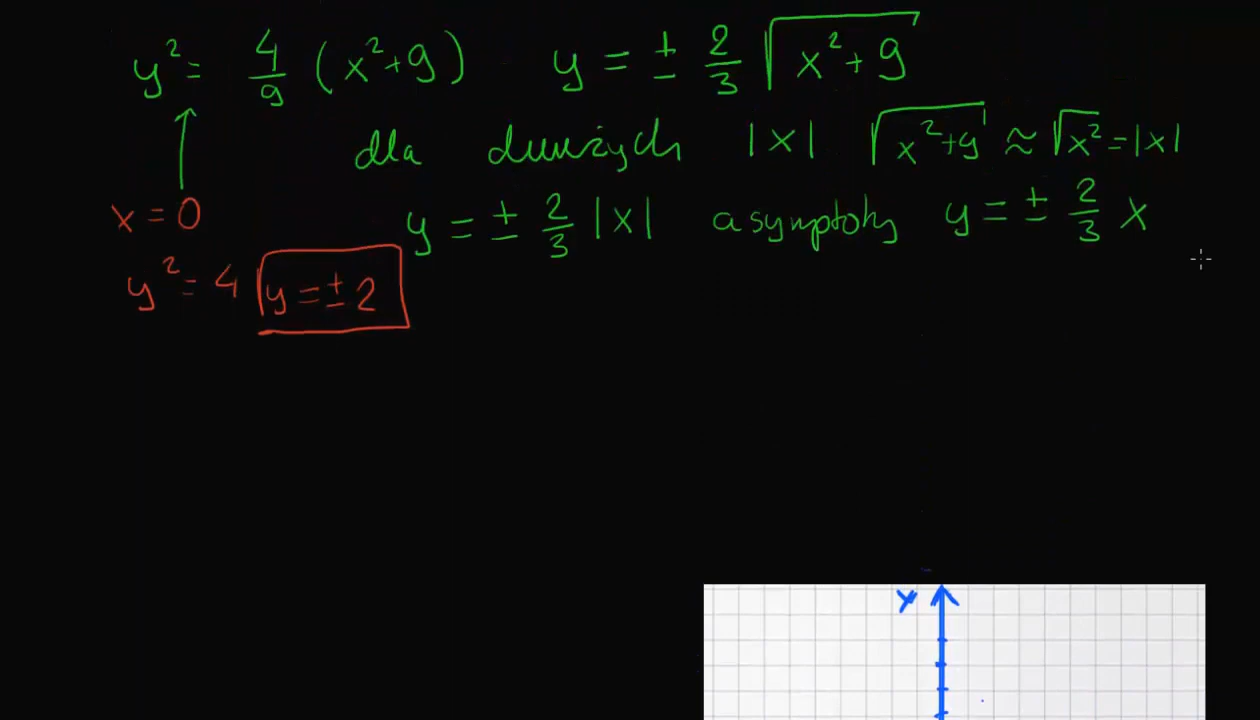 y² = 4/9 (x²+9) y = ± 2/3 √(x²+9)
dla dużych |x| √(x²+9) ≈ √x² = |x|
x = 0 y = ± 2/3 |x| asymptoty y = ± 2/3 x
y² = 4 y = ± 2
y